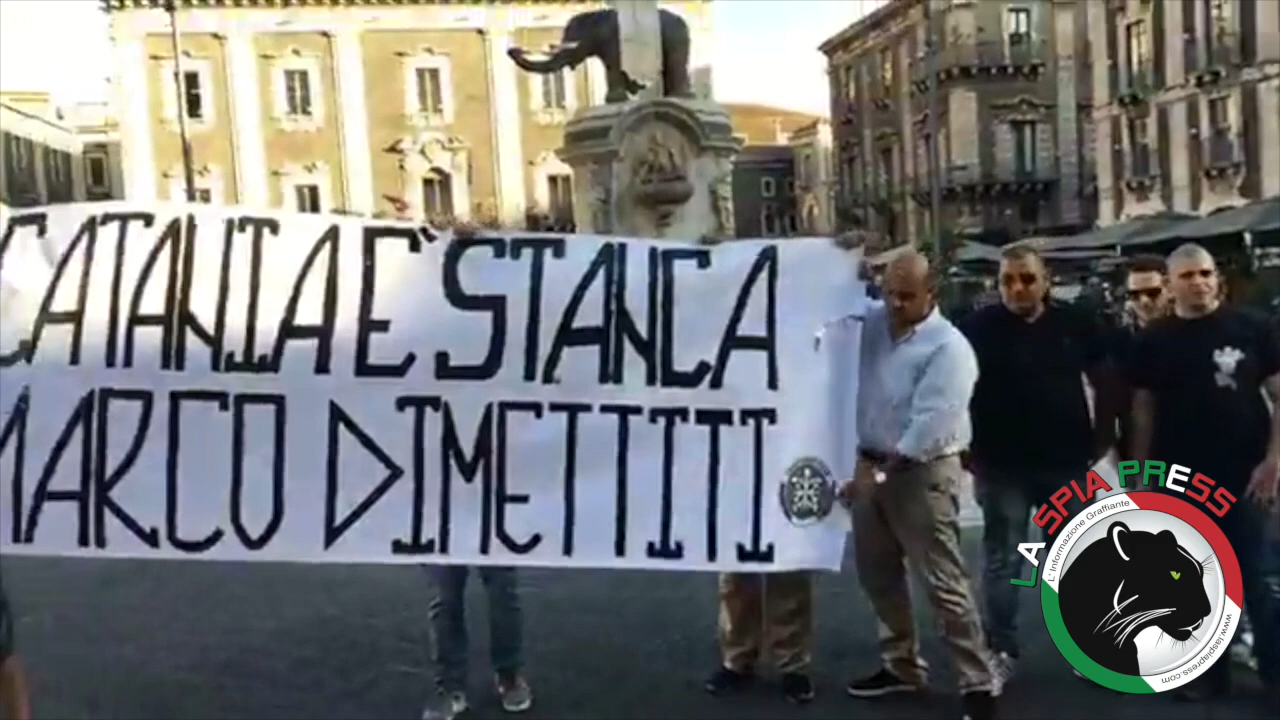 CATANIA E' STANCA
MARCO DIMETTITI
LA SPIA PRESS
L' Informazione Graffiante
www.laspiapress.com